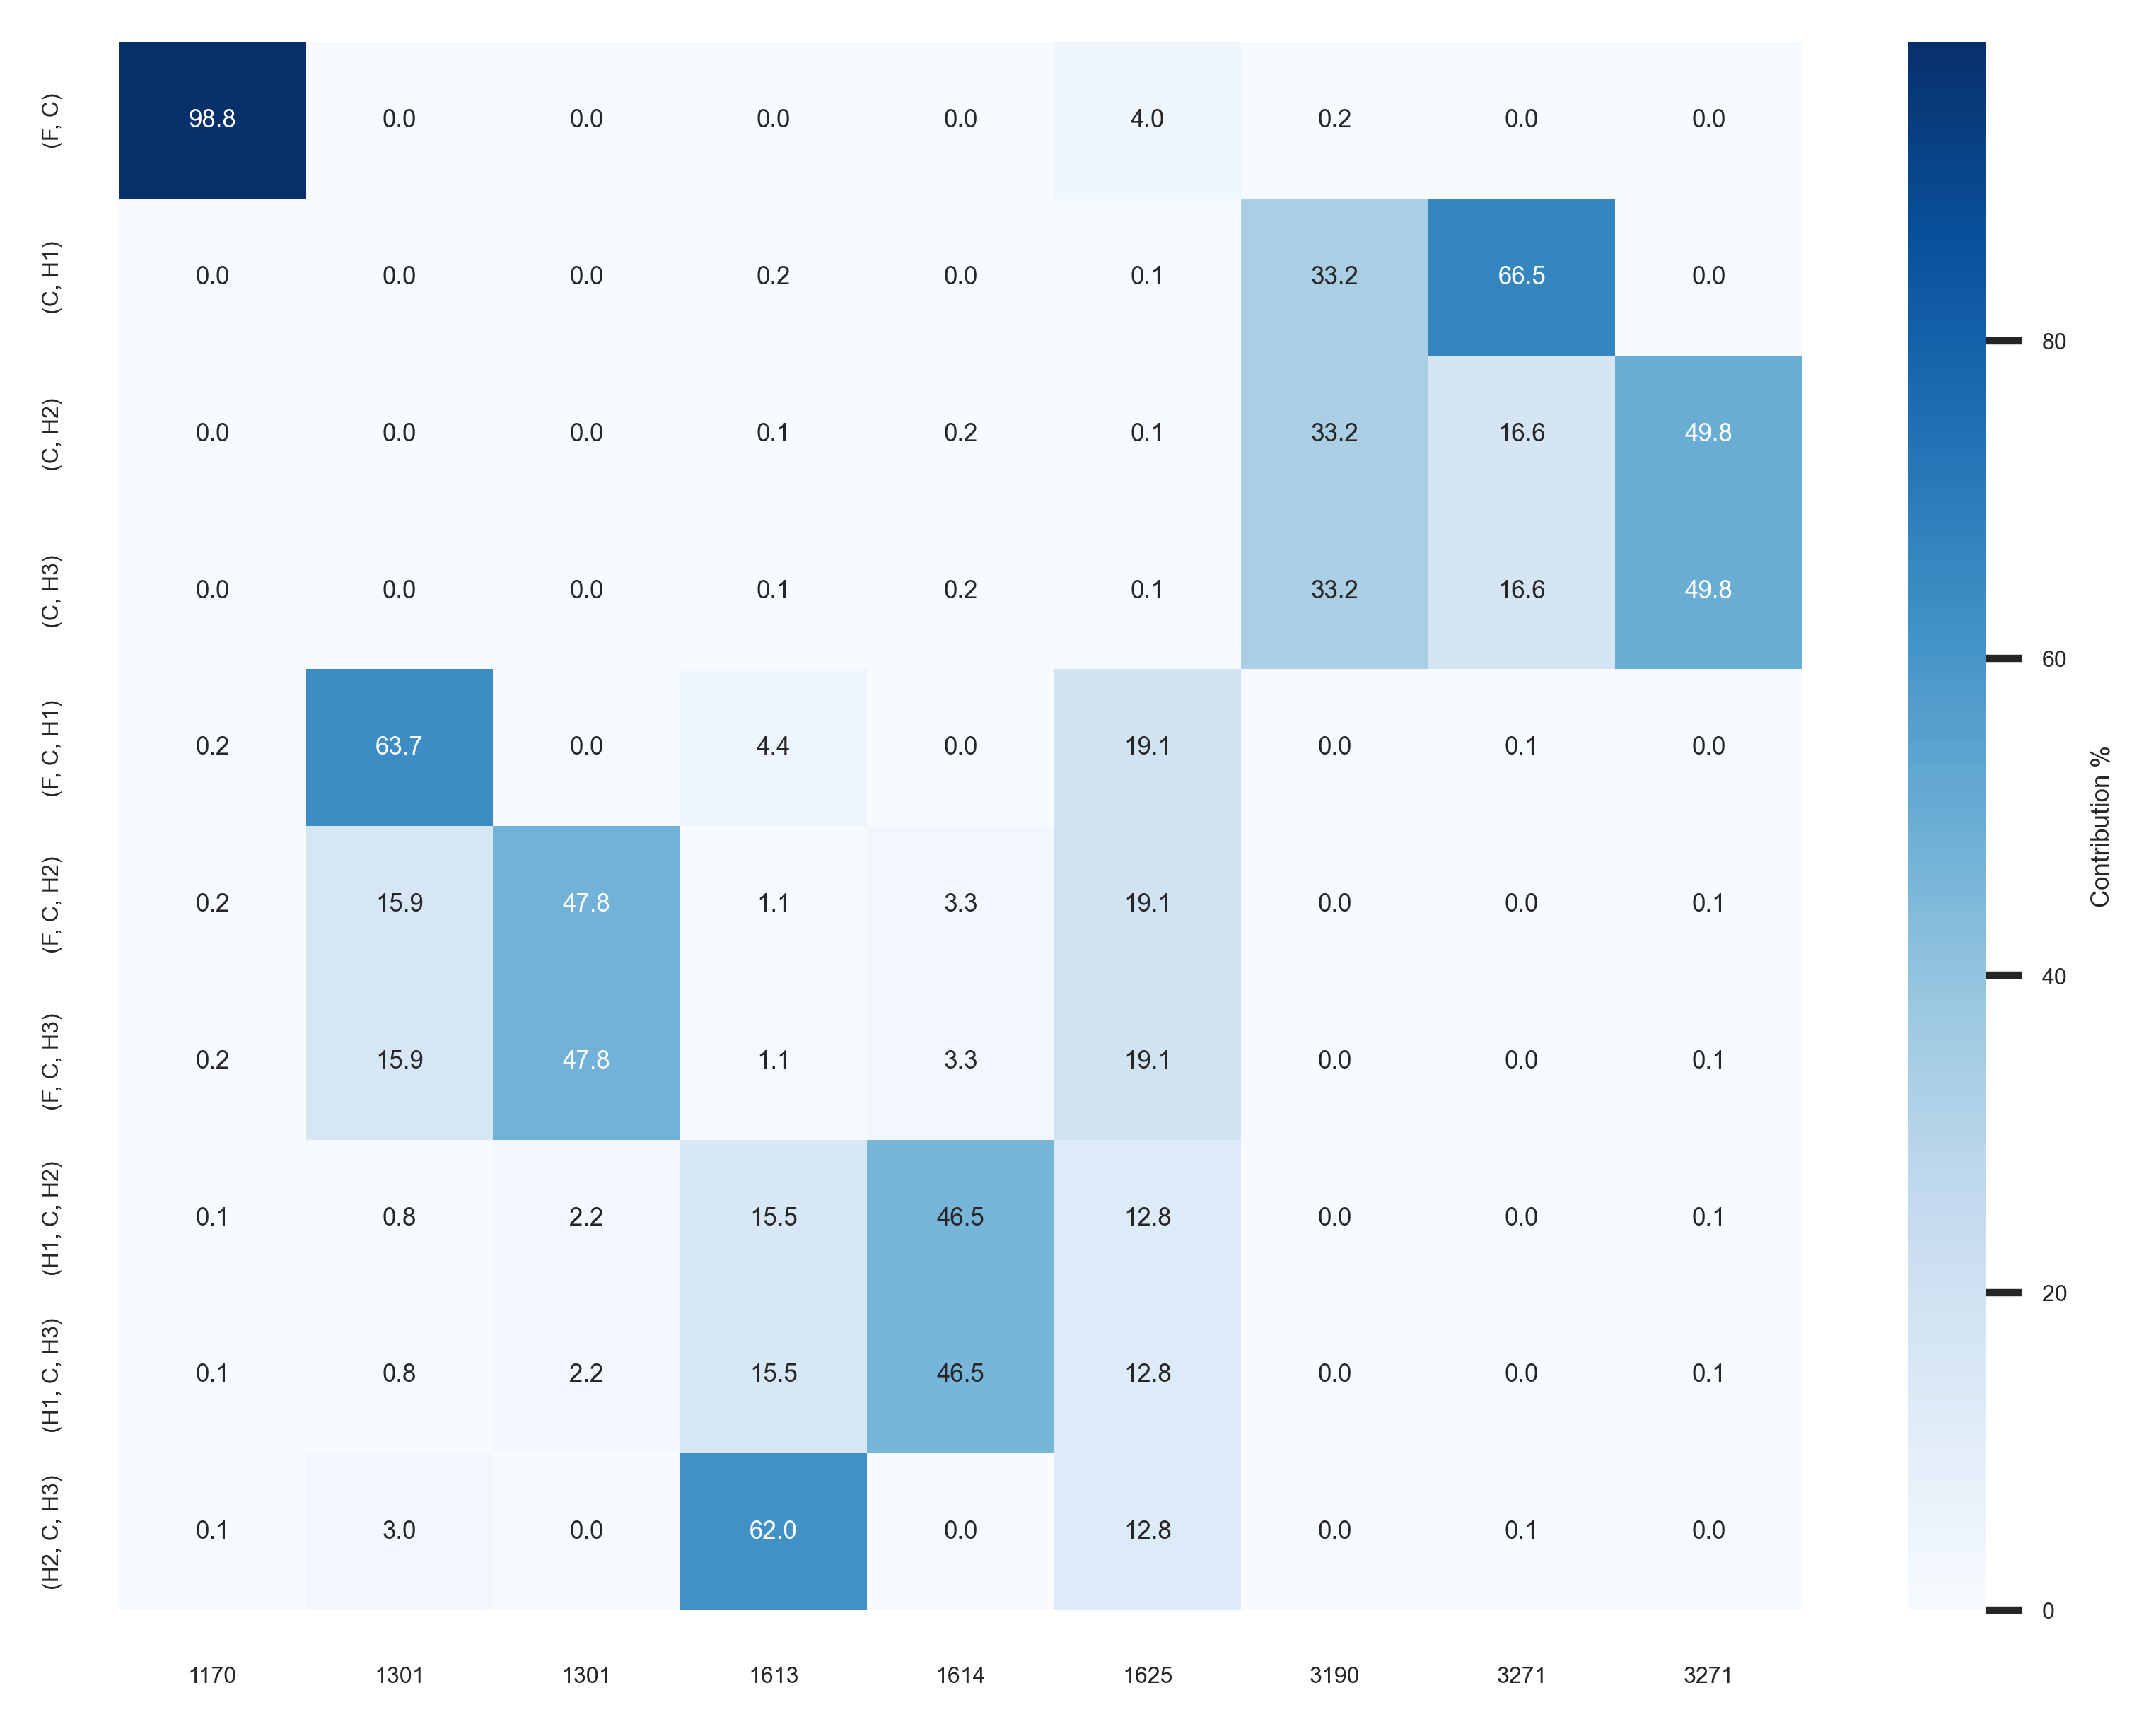 (F, C) 98.8 0.0 0.0 0.0 0.0 4.0 0.2 0.0 0.0
(C, H1) 0.0 0.0 0.0 0.2 0.0 0.1 33.2 66.5 0.0
(C, H2) 0.0 0.0 0.0 0.1 0.2 0.1 33.2 16.6 49.8
(C, H3) 0.0 0.0 0.0 0.1 0.2 0.1 33.2 16.6 49.8
(F, C, H1) 0.2 63.7 0.0 4.4 0.0 19.1 0.0 0.1 0.0
(F, C, H2) 0.2 15.9 47.8 1.1 3.3 19.1 0.0 0.0 0.1
(F, C, H3) 0.2 15.9 47.8 1.1 3.3 19.1 0.0 0.0 0.1
(H1, C, H2) 0.1 0.8 2.2 15.5 46.5 12.8 0.0 0.0 0.1
(H1, C, H3) 0.1 0.8 2.2 15.5 46.5 12.8 0.0 0.0 0.1
(H2, C, H3) 0.1 3.0 0.0 62.0 0.0 12.8 0.0 0.1 0.0
1170 1301 1301 1613 1614 1625 3190 3271 3271
80
60
40
20
0
Contribution %